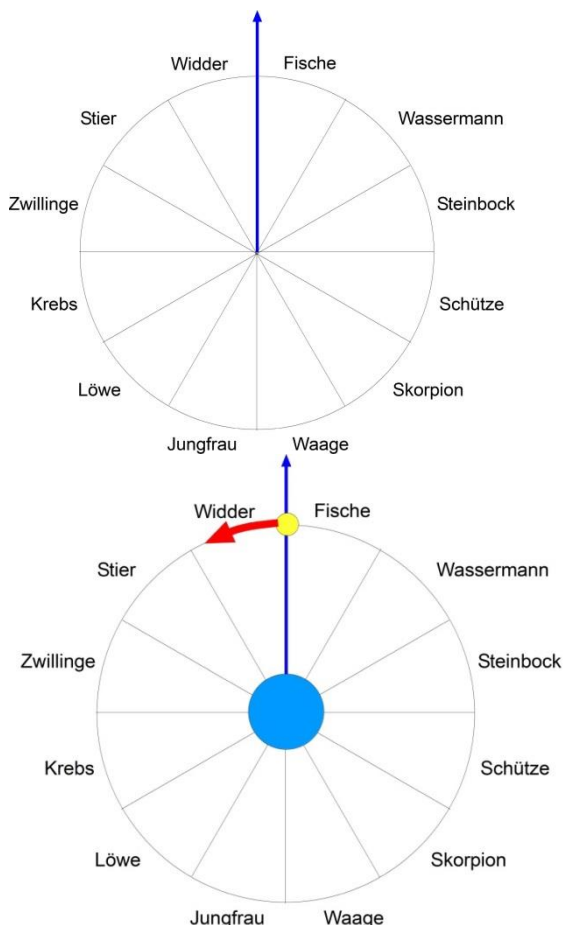 Widder Fische
Stier Wassermann
Zwillinge Steinbock
Krebs Schütze
Löwe Skorpion
Jungfrau Waage
Widder Fische
Stier Wassermann
Zwillinge Steinbock
Krebs Schütze
Löwe Skorpion
Jungfrau Waage